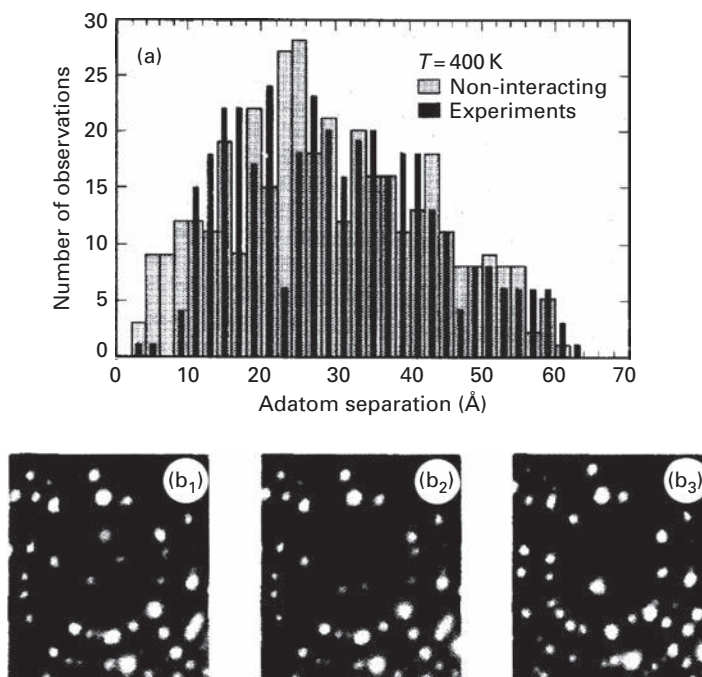 30
25
20
15
10
5
0
Number of observations
(a)
T = 400 K
Non-interacting
Experiments
0 10 20 30 40 50 60 70
Adatom separation (Å)
(b₁) (b₂) (b₃)